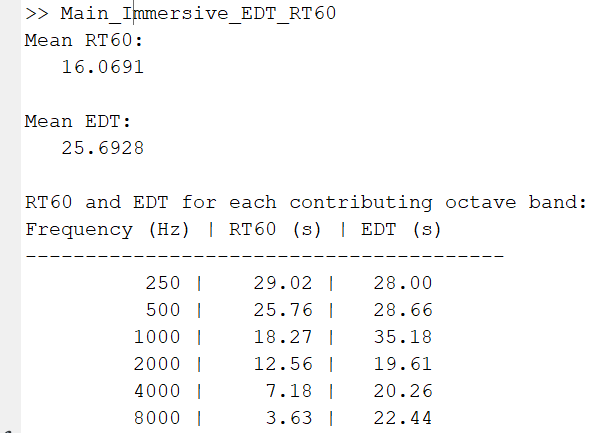 >> Main_Immersive_EDT_RT60
Mean RT60:
16.0691
Mean EDT:
25.6928
RT60 and EDT for each contributing octave band:
Frequency (Hz) | RT60 (s) | EDT (s)
----------------------------------------
250 | 29.02 | 28.00
500 | 25.76 | 28.66
1000 | 18.27 | 35.18
2000 | 12.56 | 19.61
4000 | 7.18 | 20.26
8000 | 3.63 | 22.44